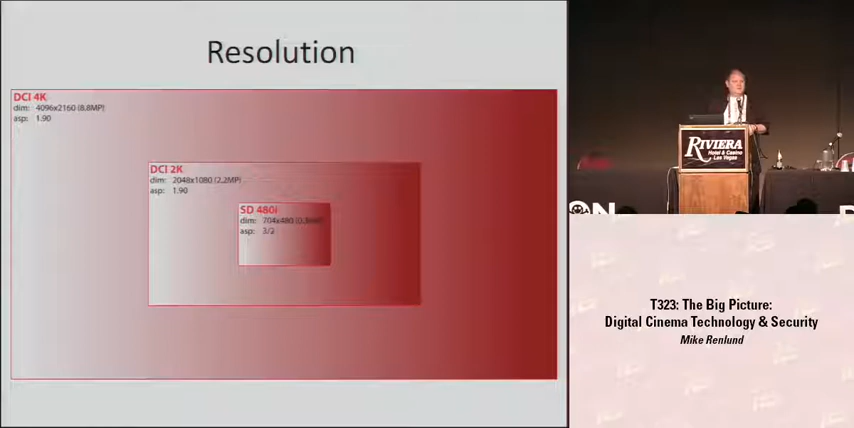 Resolution
DCI 4K
dim: 4096x2160 (8.8MP)
asp: 1.90
DCI 2K
dim: 2048x1080 (2.2MP)
asp: 1.90
SD 480i
dim: 704x480 (0.3MP)
asp: 3/2
RIVIERA
Hotel & Casino
Las Vegas
ON
T323: The Big Picture:
Digital Cinema Technology & Security
Mike Renlund